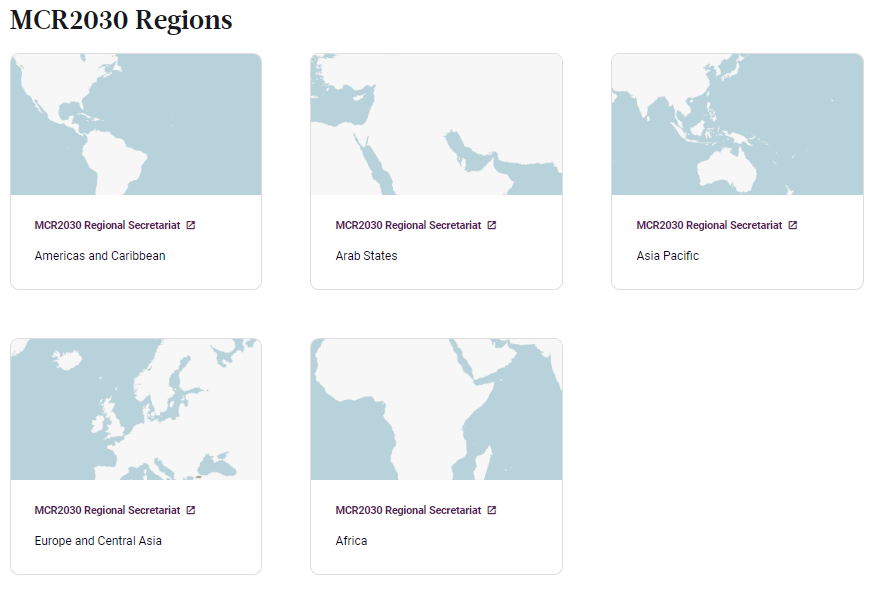 MCR2030 Regions
MCR2030 Regional Secretariat
Americas and Caribbean
MCR2030 Regional Secretariat
Arab States
MCR2030 Regional Secretariat
Asia Pacific
MCR2030 Regional Secretariat
Europe and Central Asia
MCR2030 Regional Secretariat
Africa